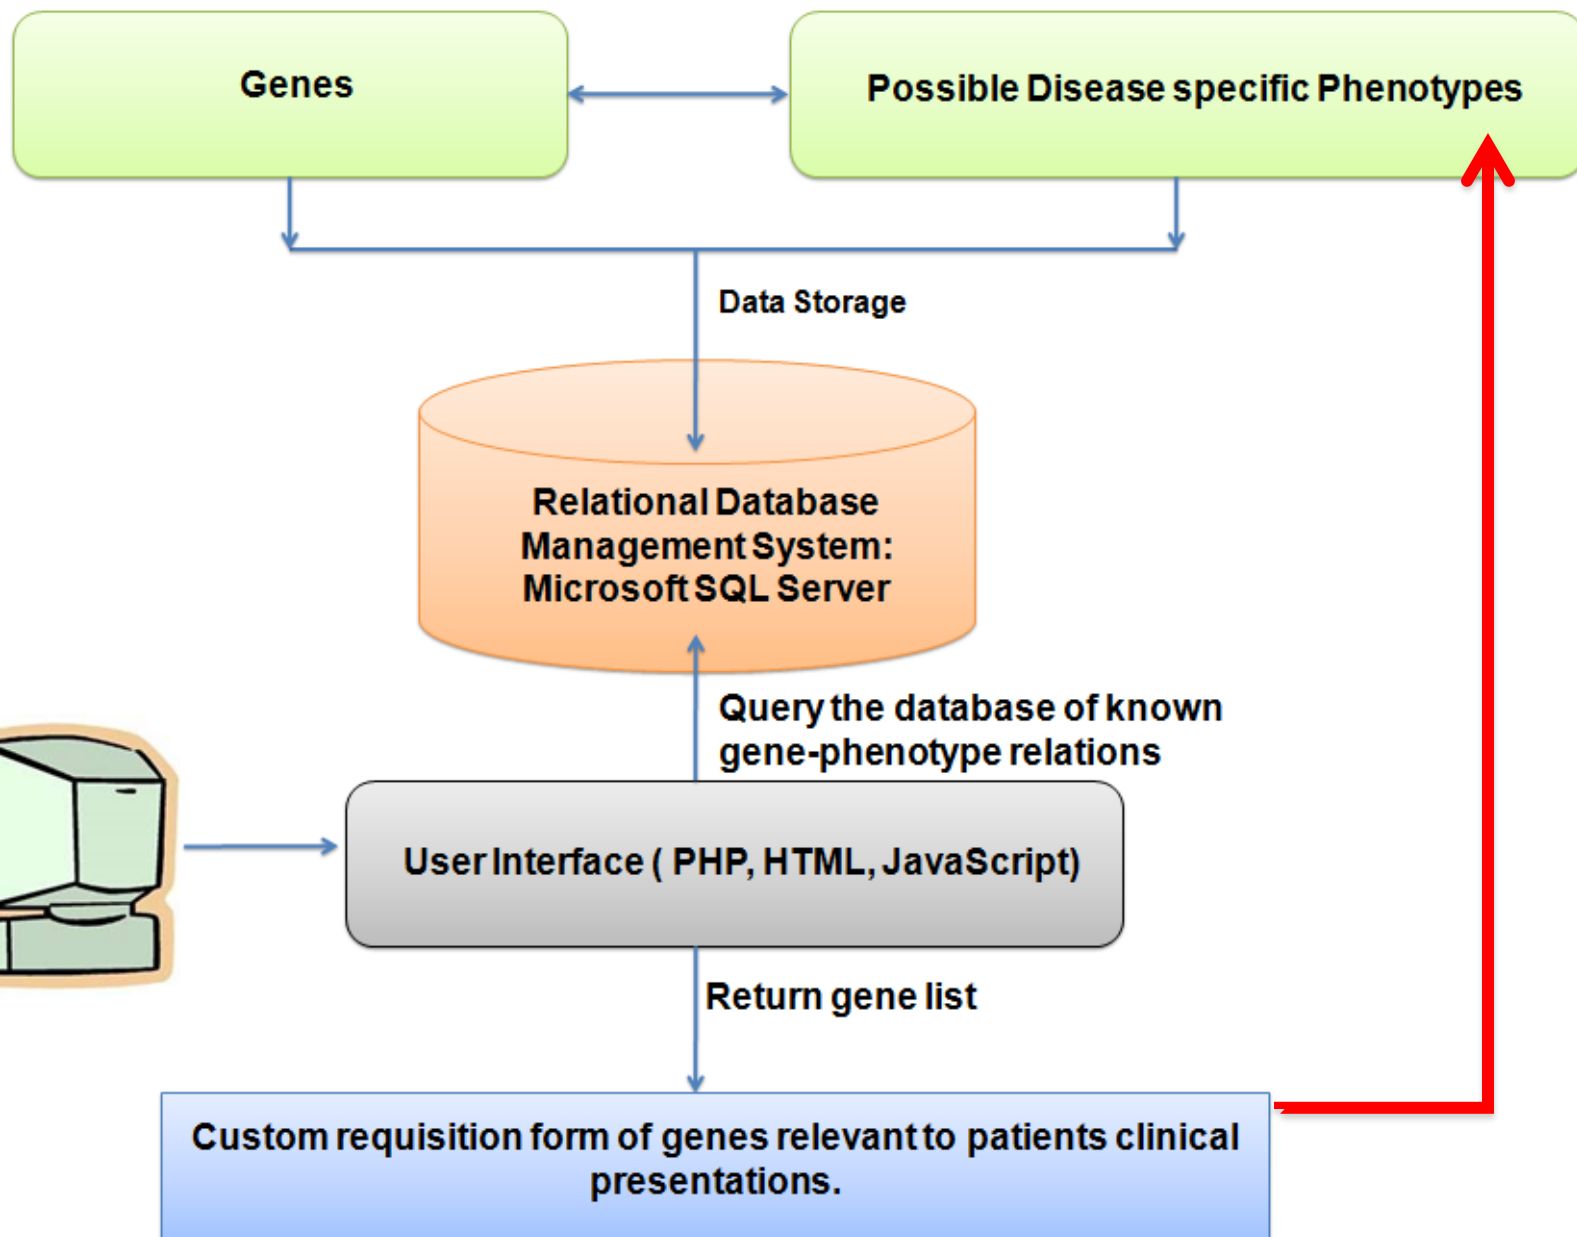 Genes
Possible Disease specific Phenotypes
Data Storage
Relational Database
Management System:
Microsoft SQL Server
Query the database of known
gene-phenotype relations
User Interface ( PHP, HTML, JavaScript)
Return gene list
Custom requisition form of genes relevant to patients clinical
presentations.